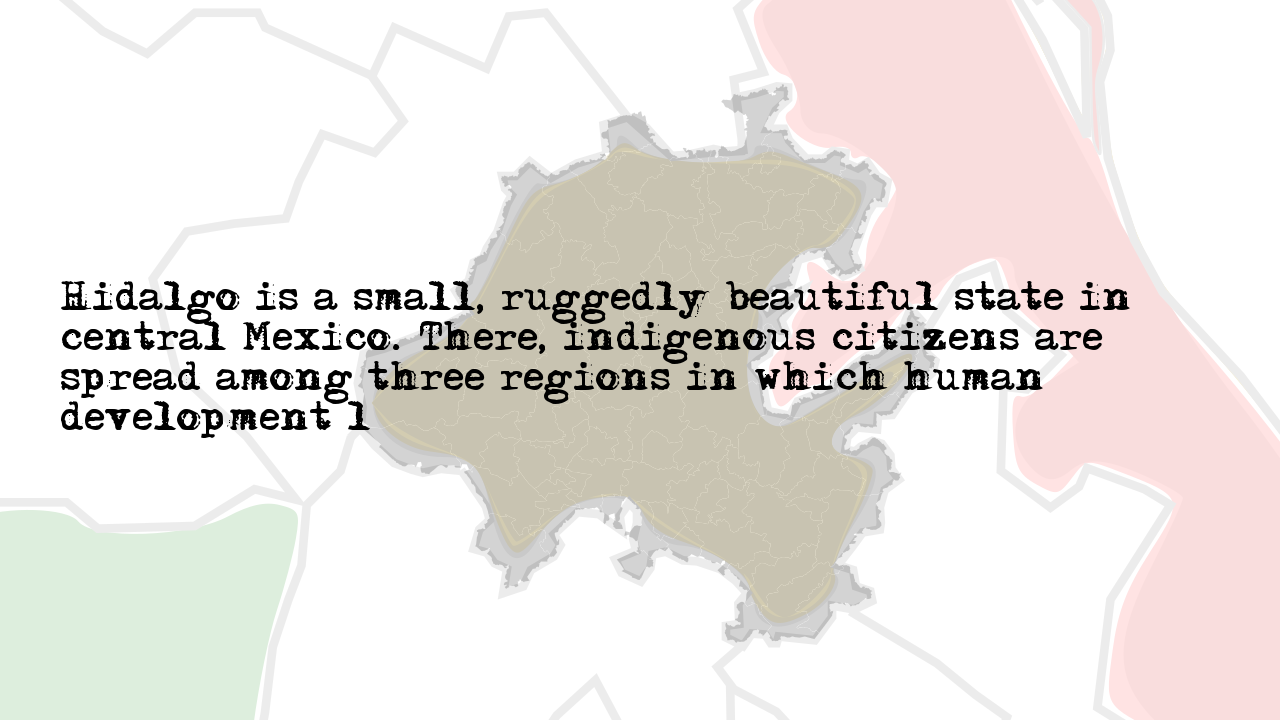 Hidalgo is a small, ruggedly beautiful state in
central Mexico. There, indigenous citizens are
spread among three regions in which human
development l